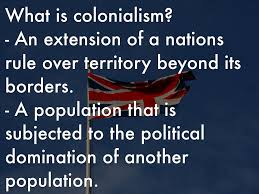 What is colonialism?
- An extension of a nations
rule over territory beyond its
borders.
- A population that is
subjected to the political
domination of another
population.